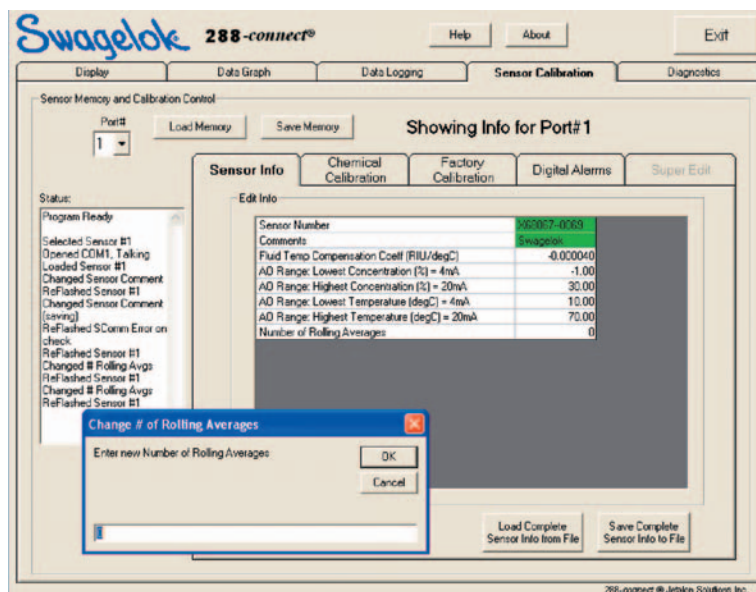 Swagelok 288-connect® Help About Exit
Display Data Graph Data Logging Sensor Calibration Diagnostics
Sensor Memory and Calibration Control
Port#
1
Load Memory Save Memory
Showing Info for Port#1
Sensor Info Chemical Calibration Factory Calibration Digital Alarms Super Edit
Status:
Program Ready
Selected Sensor #1
Opened COM1, Talking
Loaded Sensor #1
Changed Sensor Comment
ReFlashed Sensor #1
Changed Sensor Comment
(saving)
ReFlashed SComm Error on
check
ReFlashed Sensor #1
Changed # Rolling Avgs
ReFlashed Sensor #1
Changed # Rolling Avgs
ReFlashed Sensor #1
Edit Info
Sensor Number X68067-0069
Comments Swagelok
Fluid Temp Compensation Coeff (RIU/degC) -0.000040
AO Range: Lowest Concentration (%) = 4mA -1.00
AO Range: Highest Concentration (%) = 20mA 30.00
AO Range: Lowest Temperature (degC) = 4mA 10.00
AO Range: Highest Temperature (degC) = 20mA 70.00
Number of Rolling Averages 0
Change # of Rolling Averages
Enter new Number of Rolling Averages
OK
Cancel
Load Complete
Sensor Info from File
Save Complete
Sensor Info to File
288-connect © Jetalon Solutions Inc.